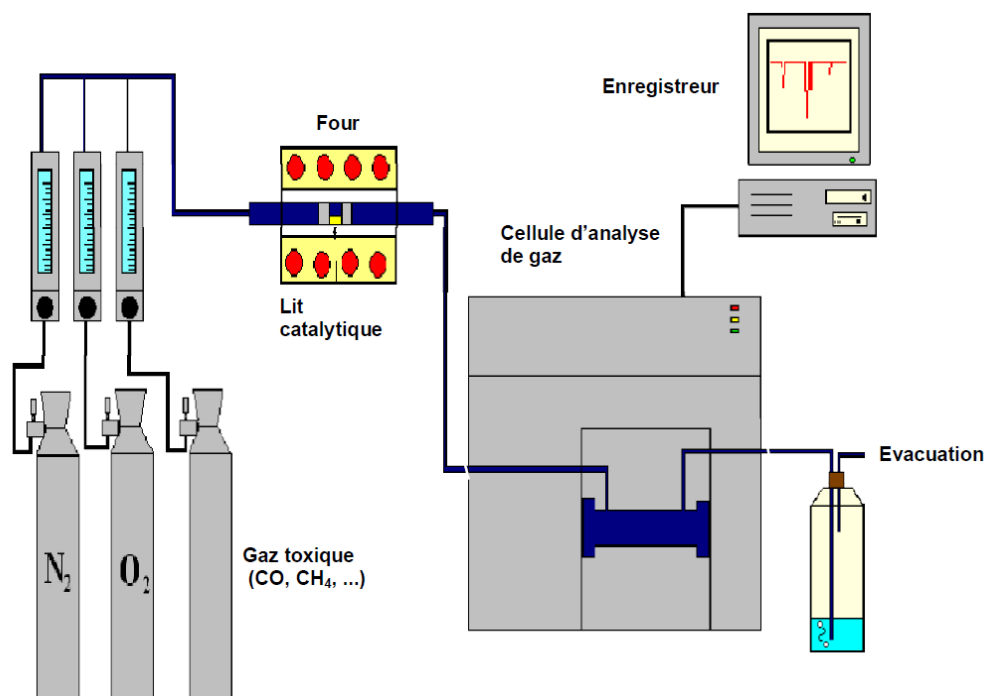 Enregistreur
Four
Cellule d'analyse
de gaz
Lit
catalytique
Evacuation
Gaz toxique
(CO, CH₄, ...)
N₂
O₂